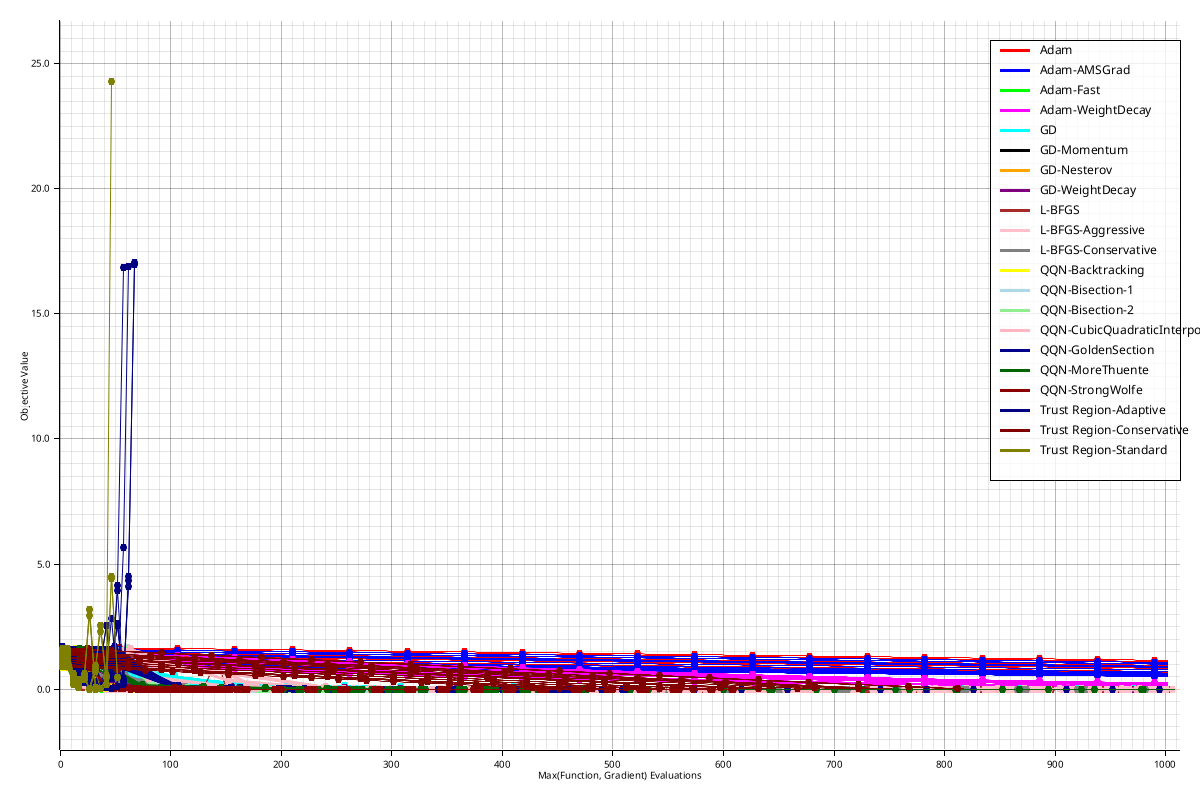 25.0
20.0
15.0
10.0
5.0
0.0
Objective Value
0
100
200
300
400
500
600
700
800
900
1000
Max(Function, Gradient) Evaluations
Adam
Adam-AMSGrad
Adam-Fast
Adam-WeightDecay
GD
GD-Momentum
GD-Nesterov
GD-WeightDecay
L-BFGS
L-BFGS-Aggressive
L-BFGS-Conservative
QQN-Backtracking
QQN-Bisection-1
QQN-Bisection-2
QQN-CubicQuadraticInterpo
QQN-GoldenSection
QQN-MoreThuente
QQN-StrongWolfe
Trust Region-Adaptive
Trust Region-Conservative
Trust Region-Standard